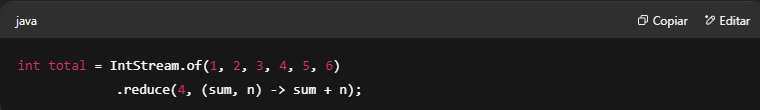 java Copiar Editar
int total = IntStream.of(1, 2, 3, 4, 5, 6)
.reduce(4, (sum, n) -> sum + n);